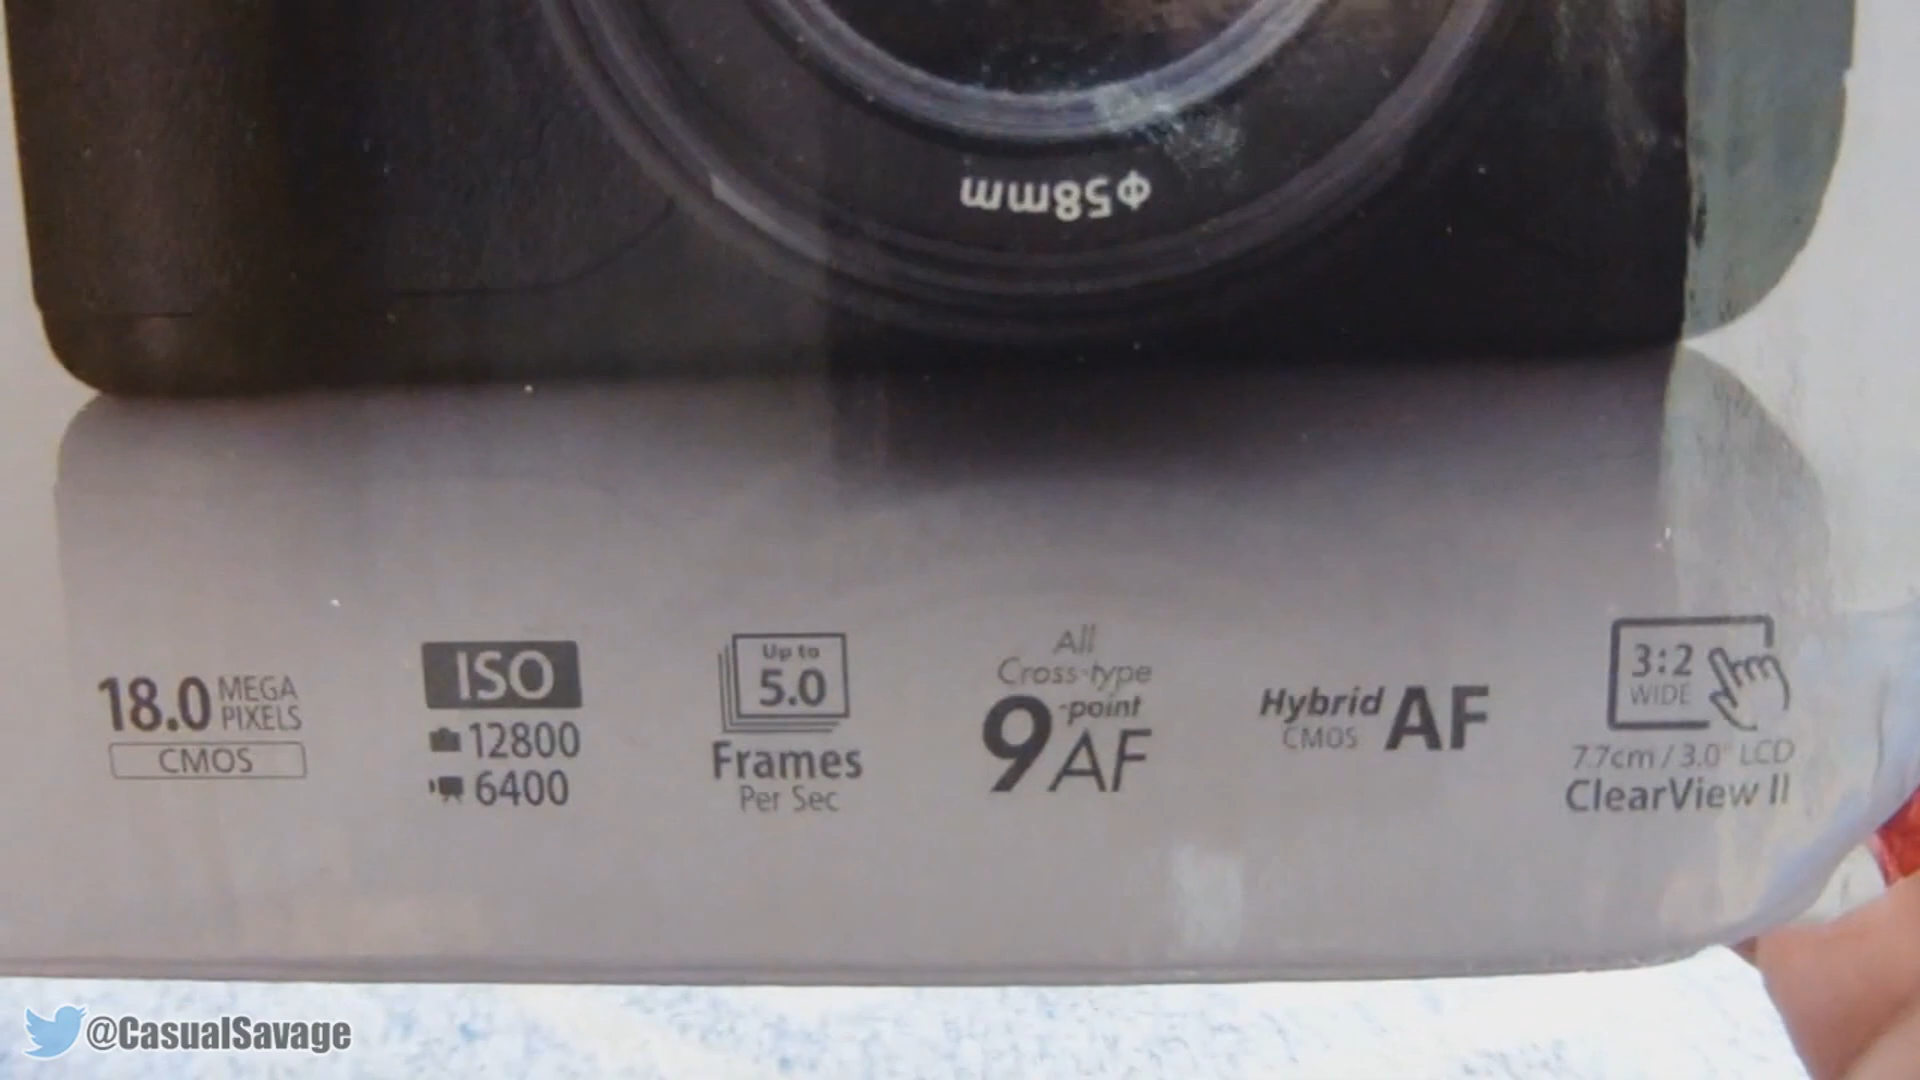 Φ58mm
18.0 MEGA PIXELS
CMOS
ISO
12800
6400
Up to
5.0
Frames
Per Sec
All
Cross-type
9-point
AF
Hybrid
CMOS AF
3:2
WIDE
7.7cm / 3.0" LCD
ClearView II
@CasualSavage